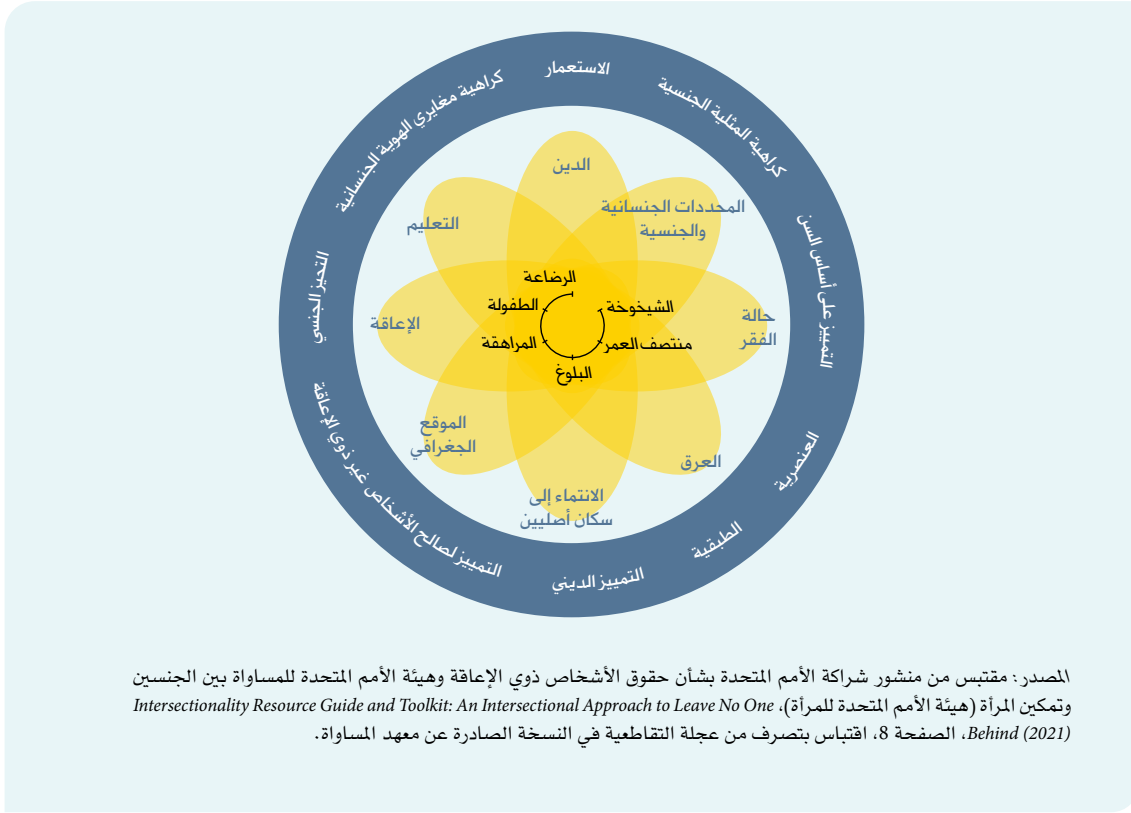 الاستعمار
كراهية المثلية الجنسية
التمييز على أساس السن
العنصرية
الطبقية
التمييز الديني
التمييز لصالح الأشخاص غير ذوي الإعاقة
التحيز الجنسي
كراهية مغايري الهوية الجنسانية
الدين
المحددات الجنسانية
والجنسية
حالة
الفقر
العرق
الانتماء إلى
سكان أصليين
الموقع
الجغرافي
الإعاقة
التعليم
الرضاعة
الطفولة
المراهقة
البلوغ
منتصف العمر
الشيخوخة
المصدر: مقتبس من منشور شراكة الأمم المتحدة بشأن حقوق الأشخاص ذوي الإعاقة وهيئة الأمم المتحدة للمساواة بين الجنسين
وتمكين المرأة (هيئة الأمم المتحدة للمرأة)، Intersectionality Resource Guide and Toolkit: An Intersectional Approach to Leave No One
Behind (2021)، الصفحة 8، اقتباس بتصرف من عجلة التقاطعية في النسخة الصادرة عن معهد المساواة.